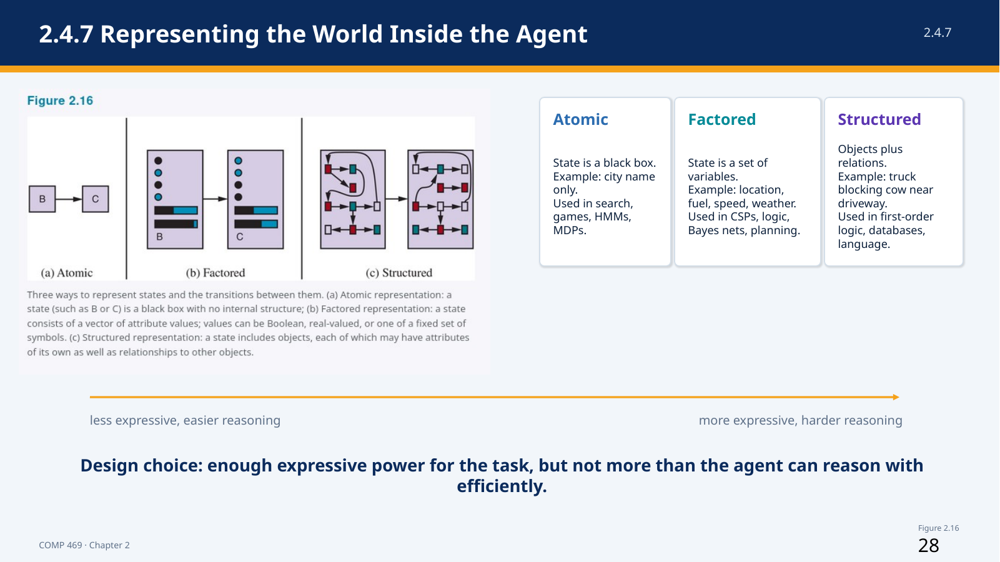 2.4.7 Representing the World Inside the Agent
2.4.7
Figure 2.16
B
C
B
C
(a) Atomic
(b) Factored
(c) Structured
Three ways to represent states and the transitions between them. (a) Atomic representation: a
state (such as B or C) is a black box with no internal structure; (b) Factored representation: a state
consists of a vector of attribute values; values can be Boolean, real-valued, or one of a fixed set of
symbols. (c) Structured representation: a state includes objects, each of which may have attributes
of its own as well as relationships to other objects.
Atomic
State is a black box.
Example: city name
only.
Used in search,
games, HMMs,
MDPs.
Factored
State is a set of
variables.
Example: location,
fuel, speed, weather.
Used in CSPs, logic,
Bayes nets, planning.
Structured
Objects plus
relations.
Example: truck
blocking cow near
driveway.
Used in first-order
logic, databases,
language.
less expressive, easier reasoning
more expressive, harder reasoning
Design choice: enough expressive power for the task, but not more than the agent can reason with
efficiently.
COMP 469 · Chapter 2
Figure 2.16
28